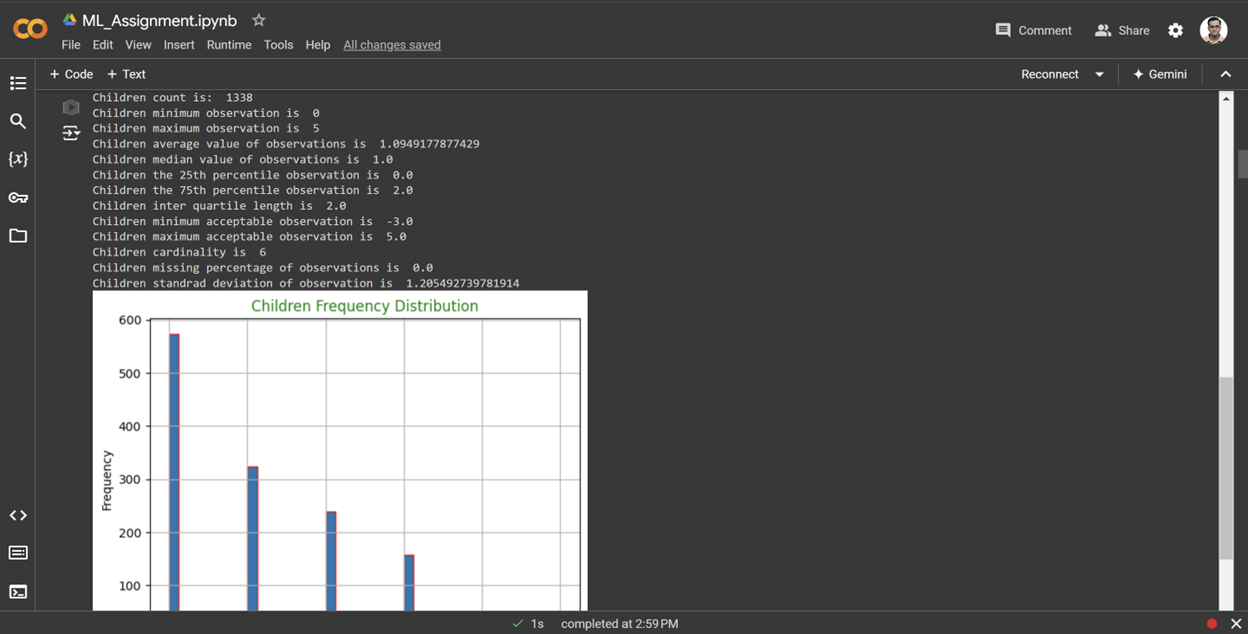 ML_Assignment.ipynb
File Edit View Insert Runtime Tools Help All changes saved
Comment Share
+ Code + Text
Reconnect Gemini
Children count is: 1338
Children minimum observation is 0
Children maximum observation is 5
Children average value of observations is 1.0949177877429
Children median value of observations is 1.0
Children the 25th percentile observation is 0.0
Children the 75th percentile observation is 2.0
Children inter quartile length is 2.0
Children minimum acceptable observation is -3.0
Children maximum acceptable observation is 5.0
Children cardinality is 6
Children missing percentage of observations is 0.0
Children standrad deviation of observation is 1.205492739781914
Children Frequency Distribution
600
500
400
300
200
100
Frequency
1s completed at 2:59 PM